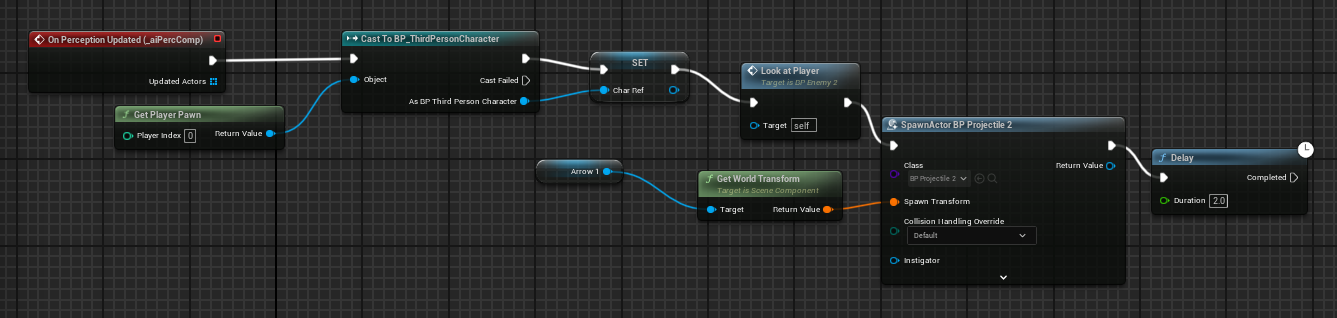 On Perception Updated (_aiPercComp)
Updated Actors
Get Player Pawn
Player Index 0
Return Value
Cast To BP_ThirdPersonCharacter
Object
Cast Failed
As BP Third Person Character
SET
Char Ref
Look at Player
Target is BP Enemy 2
Target self
Arrow 1
Get World Transform
Target is Scene Component
Target
Return Value
SpawnActor BP Projectile 2
Class
Return Value
BP Projectile 2
Spawn Transform
Collision Handling Override
Default
Instigator
Delay
Completed
Duration 2.0